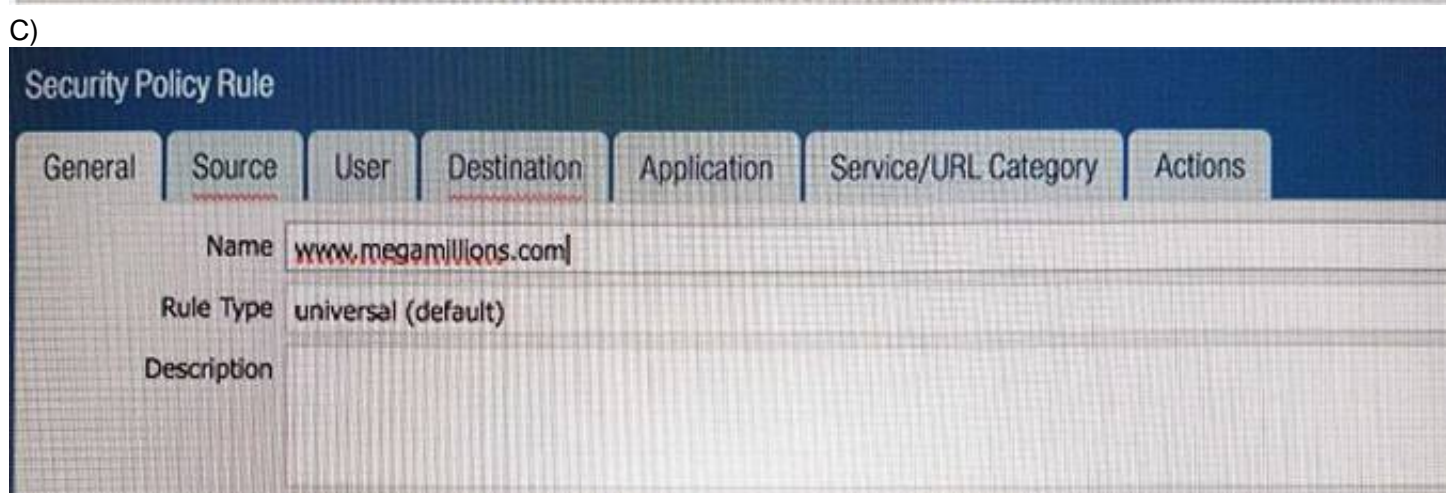 C)
Security Policy Rule
General Source User Destination Application Service/URL Category Actions
Name www.megamillions.com
Rule Type universal (default)
Description